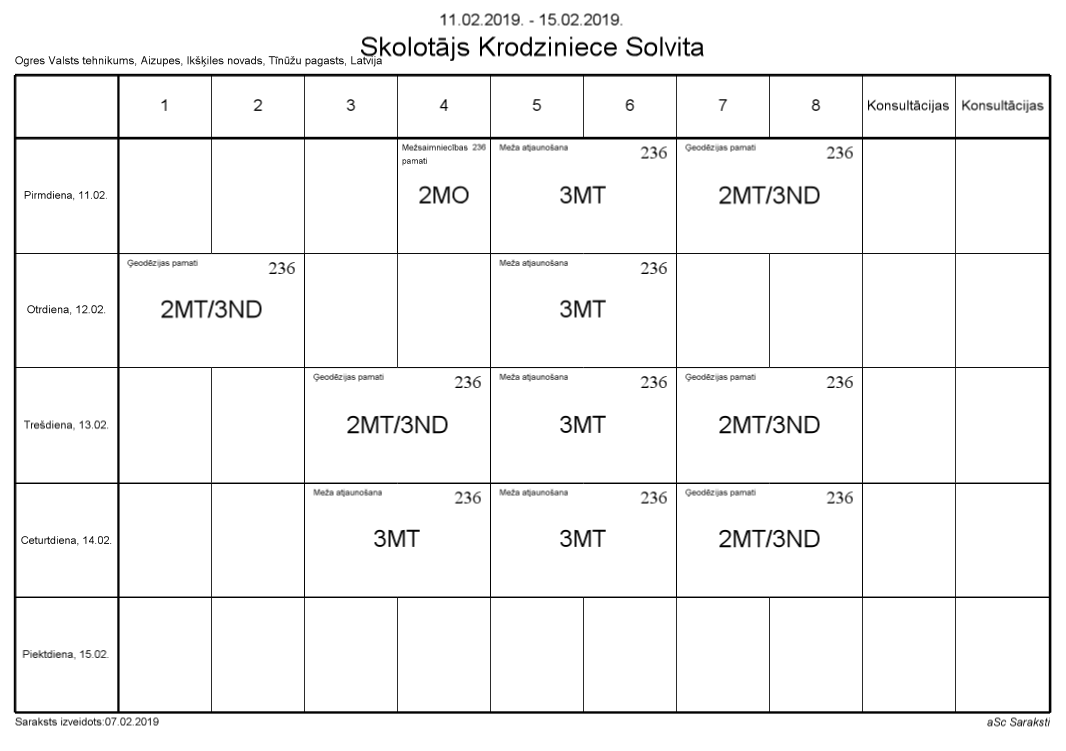 11.02.2019. - 15.02.2019.
Skolotājs Krodziniece Solvita
Ogres Valsts tehnikums, Aizupes, Ikšķiles novads, Tīnūžu pagasts, Latvija
1 2 3 4 5 6 7 8 Konsultācijas Konsultācijas
Pirmdiena, 11.02.
Mežsaimniecības pamati 236
2MO
Meža atjaunošana 236
3MT
Ģeodēzijas pamati 236
2MT/3ND
Otrdiena, 12.02.
Ģeodēzijas pamati 236
2MT/3ND
Meža atjaunošana 236
3MT
Trešdiena, 13.02.
Ģeodēzijas pamati 236
2MT/3ND
Meža atjaunošana 236
3MT
Ģeodēzijas pamati 236
2MT/3ND
Ceturtdiena, 14.02.
Meža atjaunošana 236
3MT
Meža atjaunošana 236
3MT
Ģeodēzijas pamati 236
2MT/3ND
Piektdiena, 15.02.
Saraksts izveidots:07.02.2019
aSc Saraksti